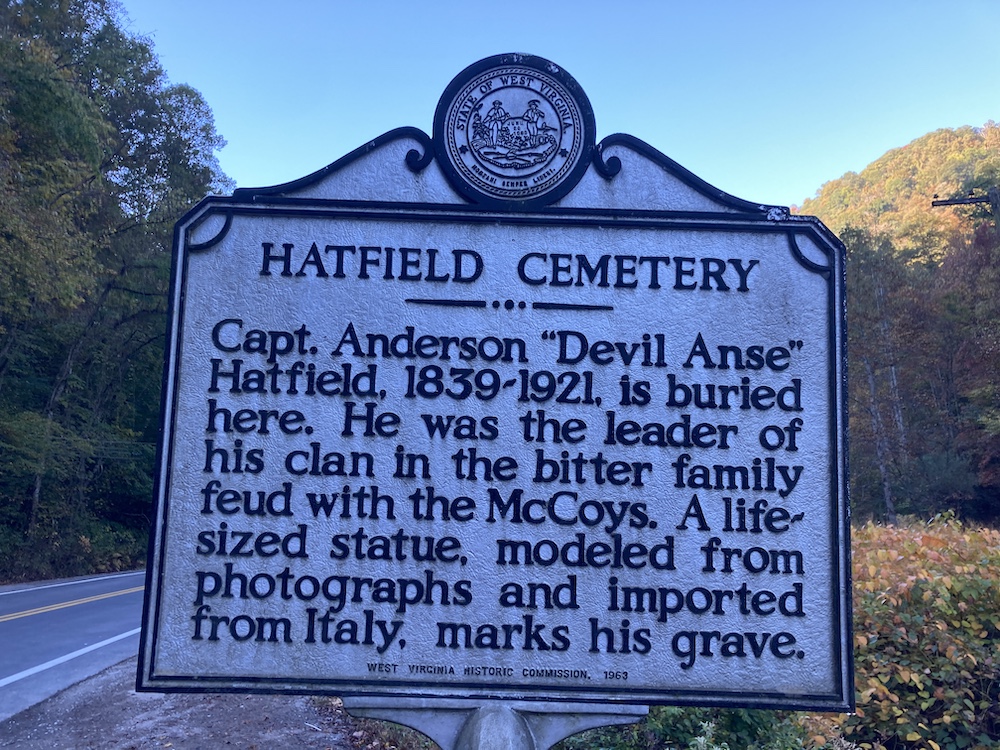 STATE OF WEST VIRGINIA
MONTANI SEMPER LIBERI
HATFIELD CEMETERY
Capt. Anderson "Devil Anse"
Hatfield, 1839-1921, is buried
here. He was the leader of
his clan in the bitter family
feud with the McCoys. A life-
sized statue, modeled from
photographs and imported
from Italy, marks his grave.
WEST VIRGINIA HISTORIC COMMISSION, 1963